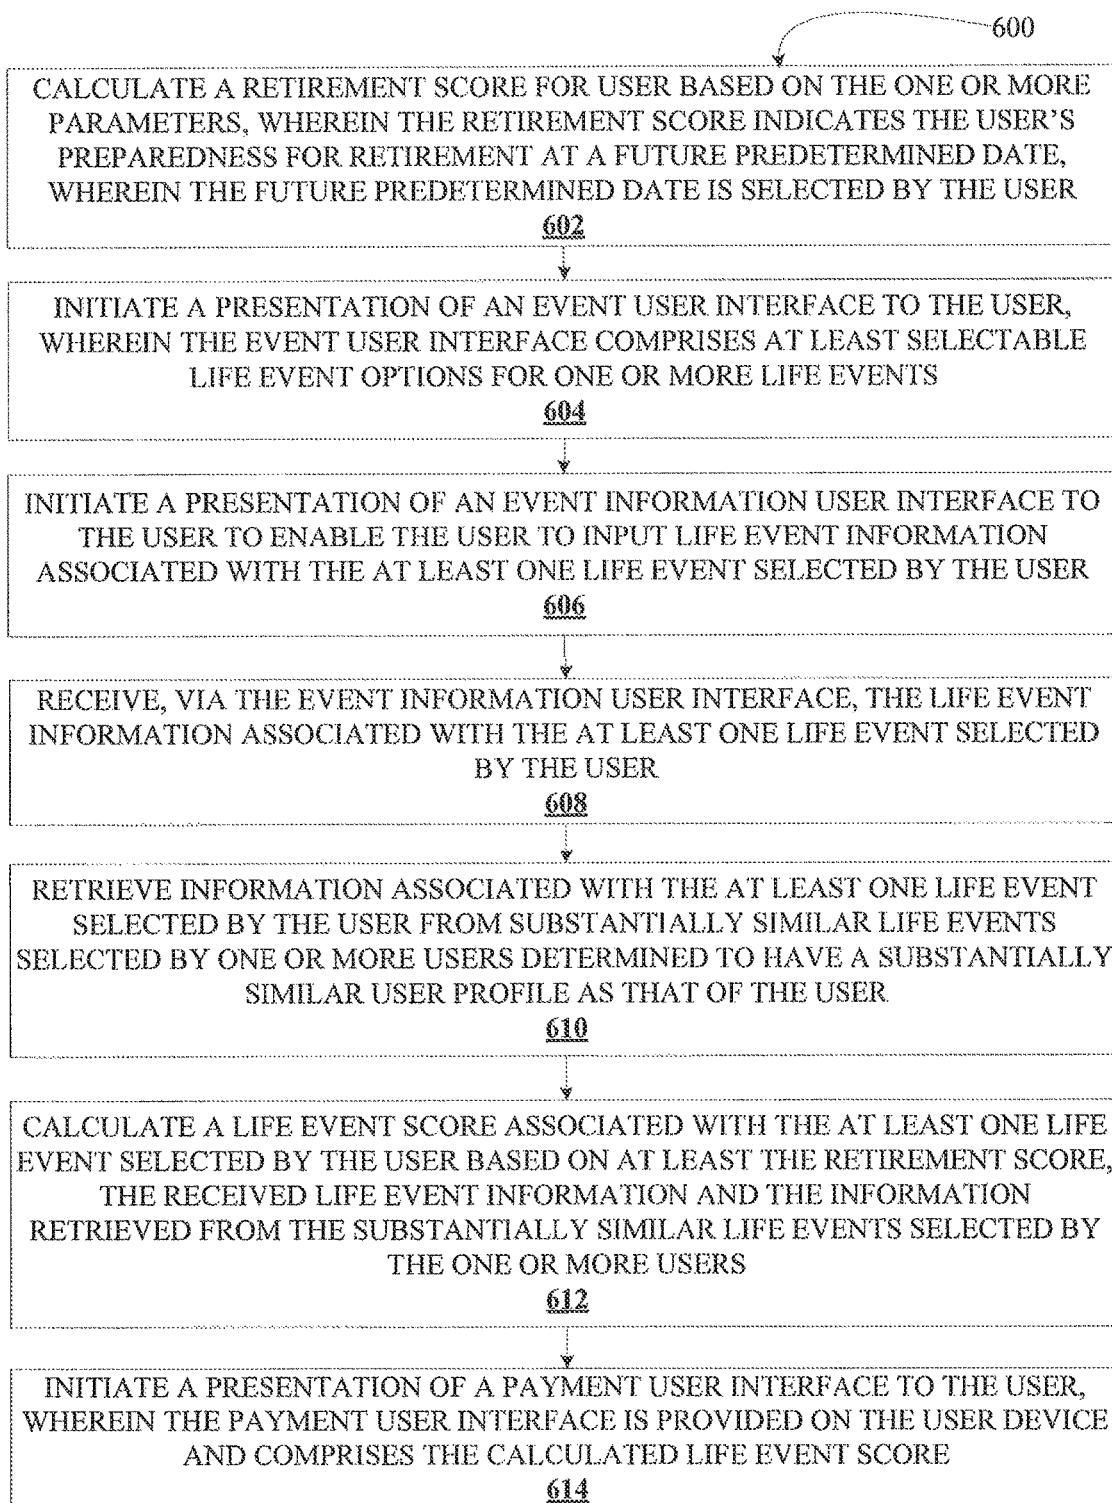 600
CALCULATE A RETIREMENT SCORE FOR USER BASED ON THE ONE OR MORE
PARAMETERS, WHEREIN THE RETIREMENT SCORE INDICATES THE USER'S
PREPAREDNESS FOR RETIREMENT AT A FUTURE PREDETERMINED DATE,
WHEREIN THE FUTURE PREDETERMINED DATE IS SELECTED BY THE USER
602
INITIATE A PRESENTATION OF AN EVENT USER INTERFACE TO THE USER,
WHEREIN THE EVENT USER INTERFACE COMPRISES AT LEAST SELECTABLE
LIFE EVENT OPTIONS FOR ONE OR MORE LIFE EVENTS
604
INITIATE A PRESENTATION OF AN EVENT INFORMATION USER INTERFACE TO
THE USER TO ENABLE THE USER TO INPUT LIFE EVENT INFORMATION
ASSOCIATED WITH THE AT LEAST ONE LIFE EVENT SELECTED BY THE USER
606
RECEIVE, VIA THE EVENT INFORMATION USER INTERFACE, THE LIFE EVENT
INFORMATION ASSOCIATED WITH THE AT LEAST ONE LIFE EVENT SELECTED
BY THE USER
608
RETRIEVE INFORMATION ASSOCIATED WITH THE AT LEAST ONE LIFE EVENT
SELECTED BY THE USER FROM SUBSTANTIALLY SIMILAR LIFE EVENTS
SELECTED BY ONE OR MORE USERS DETERMINED TO HAVE A SUBSTANTIALLY
SIMILAR USER PROFILE AS THAT OF THE USER
610
CALCULATE A LIFE EVENT SCORE ASSOCIATED WITH THE AT LEAST ONE LIFE
EVENT SELECTED BY THE USER BASED ON AT LEAST THE RETIREMENT SCORE,
THE RECEIVED LIFE EVENT INFORMATION AND THE INFORMATION
RETRIEVED FROM THE SUBSTANTIALLY SIMILAR LIFE EVENTS SELECTED BY
THE ONE OR MORE USERS
612
INITIATE A PRESENTATION OF A PAYMENT USER INTERFACE TO THE USER,
WHEREIN THE PAYMENT USER INTERFACE IS PROVIDED ON THE USER DEVICE
AND COMPRISES THE CALCULATED LIFE EVENT SCORE
614